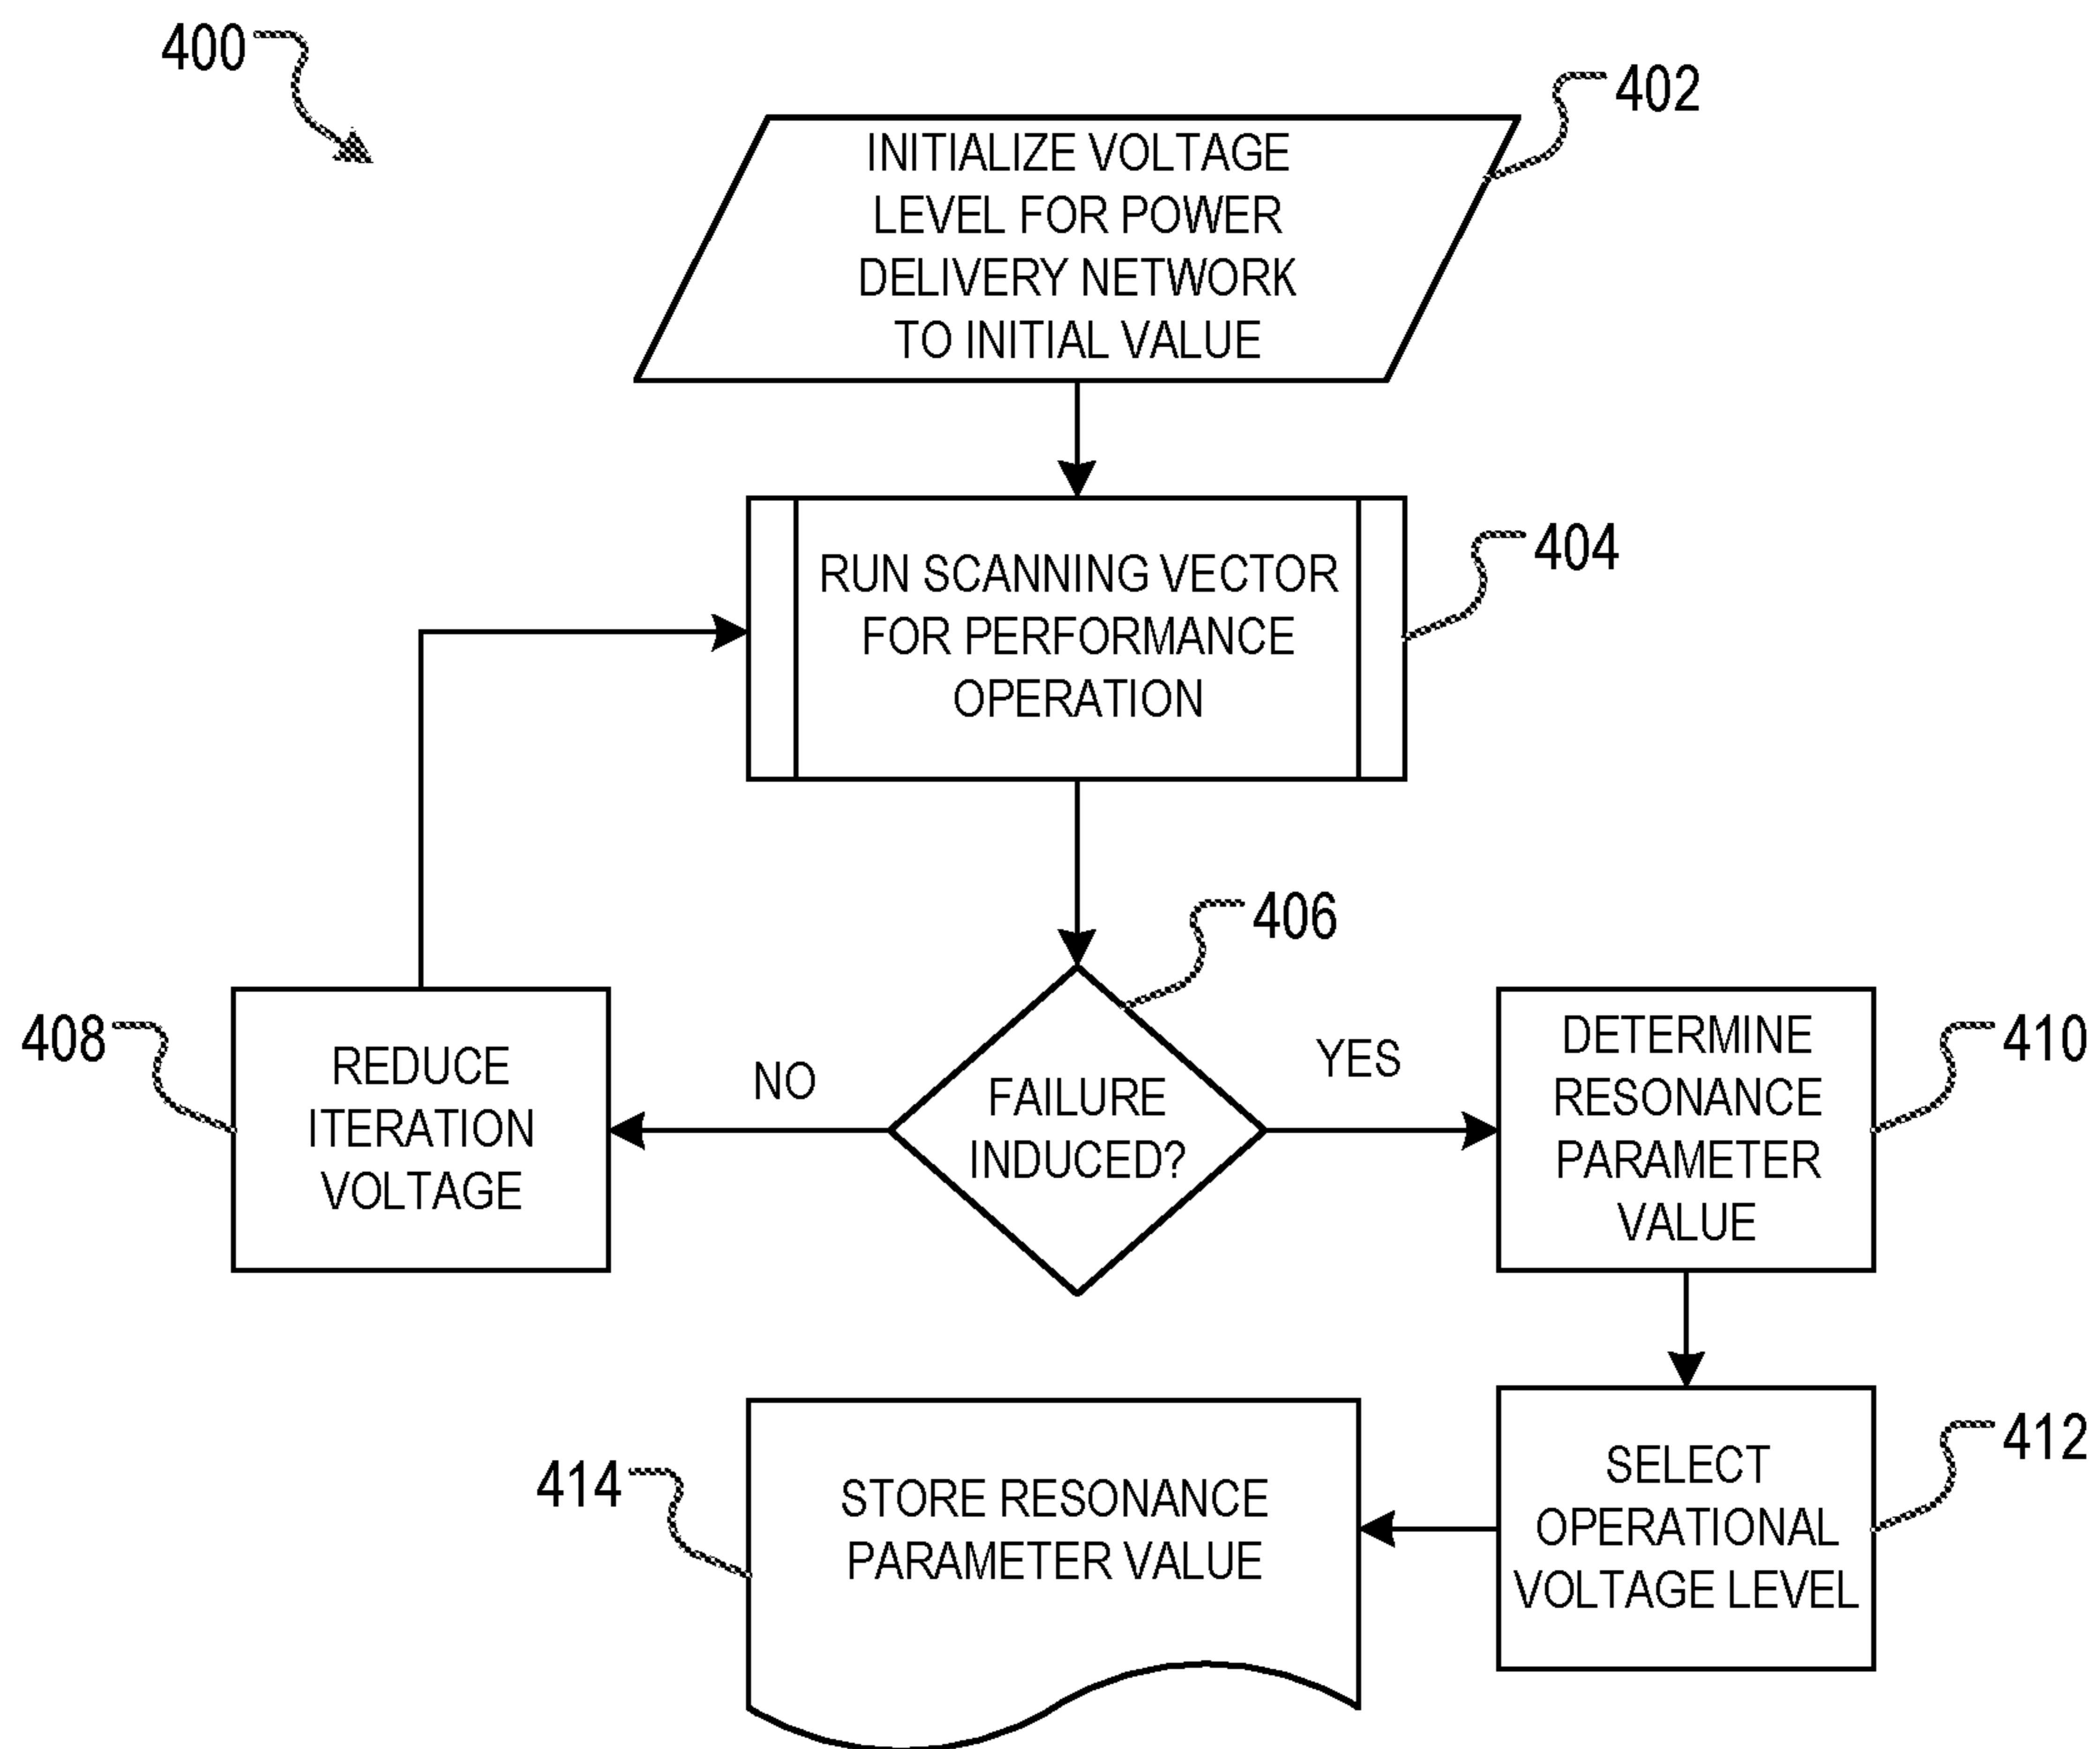 400
402
INITIALIZE VOLTAGE
LEVEL FOR POWER
DELIVERY NETWORK
TO INITIAL VALUE
404
RUN SCANNING VECTOR
FOR PERFORMANCE
OPERATION
406
FAILURE
INDUCED?
NO
YES
408
REDUCE
ITERATION
VOLTAGE
410
DETERMINE
RESONANCE
PARAMETER
VALUE
412
SELECT
OPERATIONAL
VOLTAGE LEVEL
414
STORE RESONANCE
PARAMETER VALUE